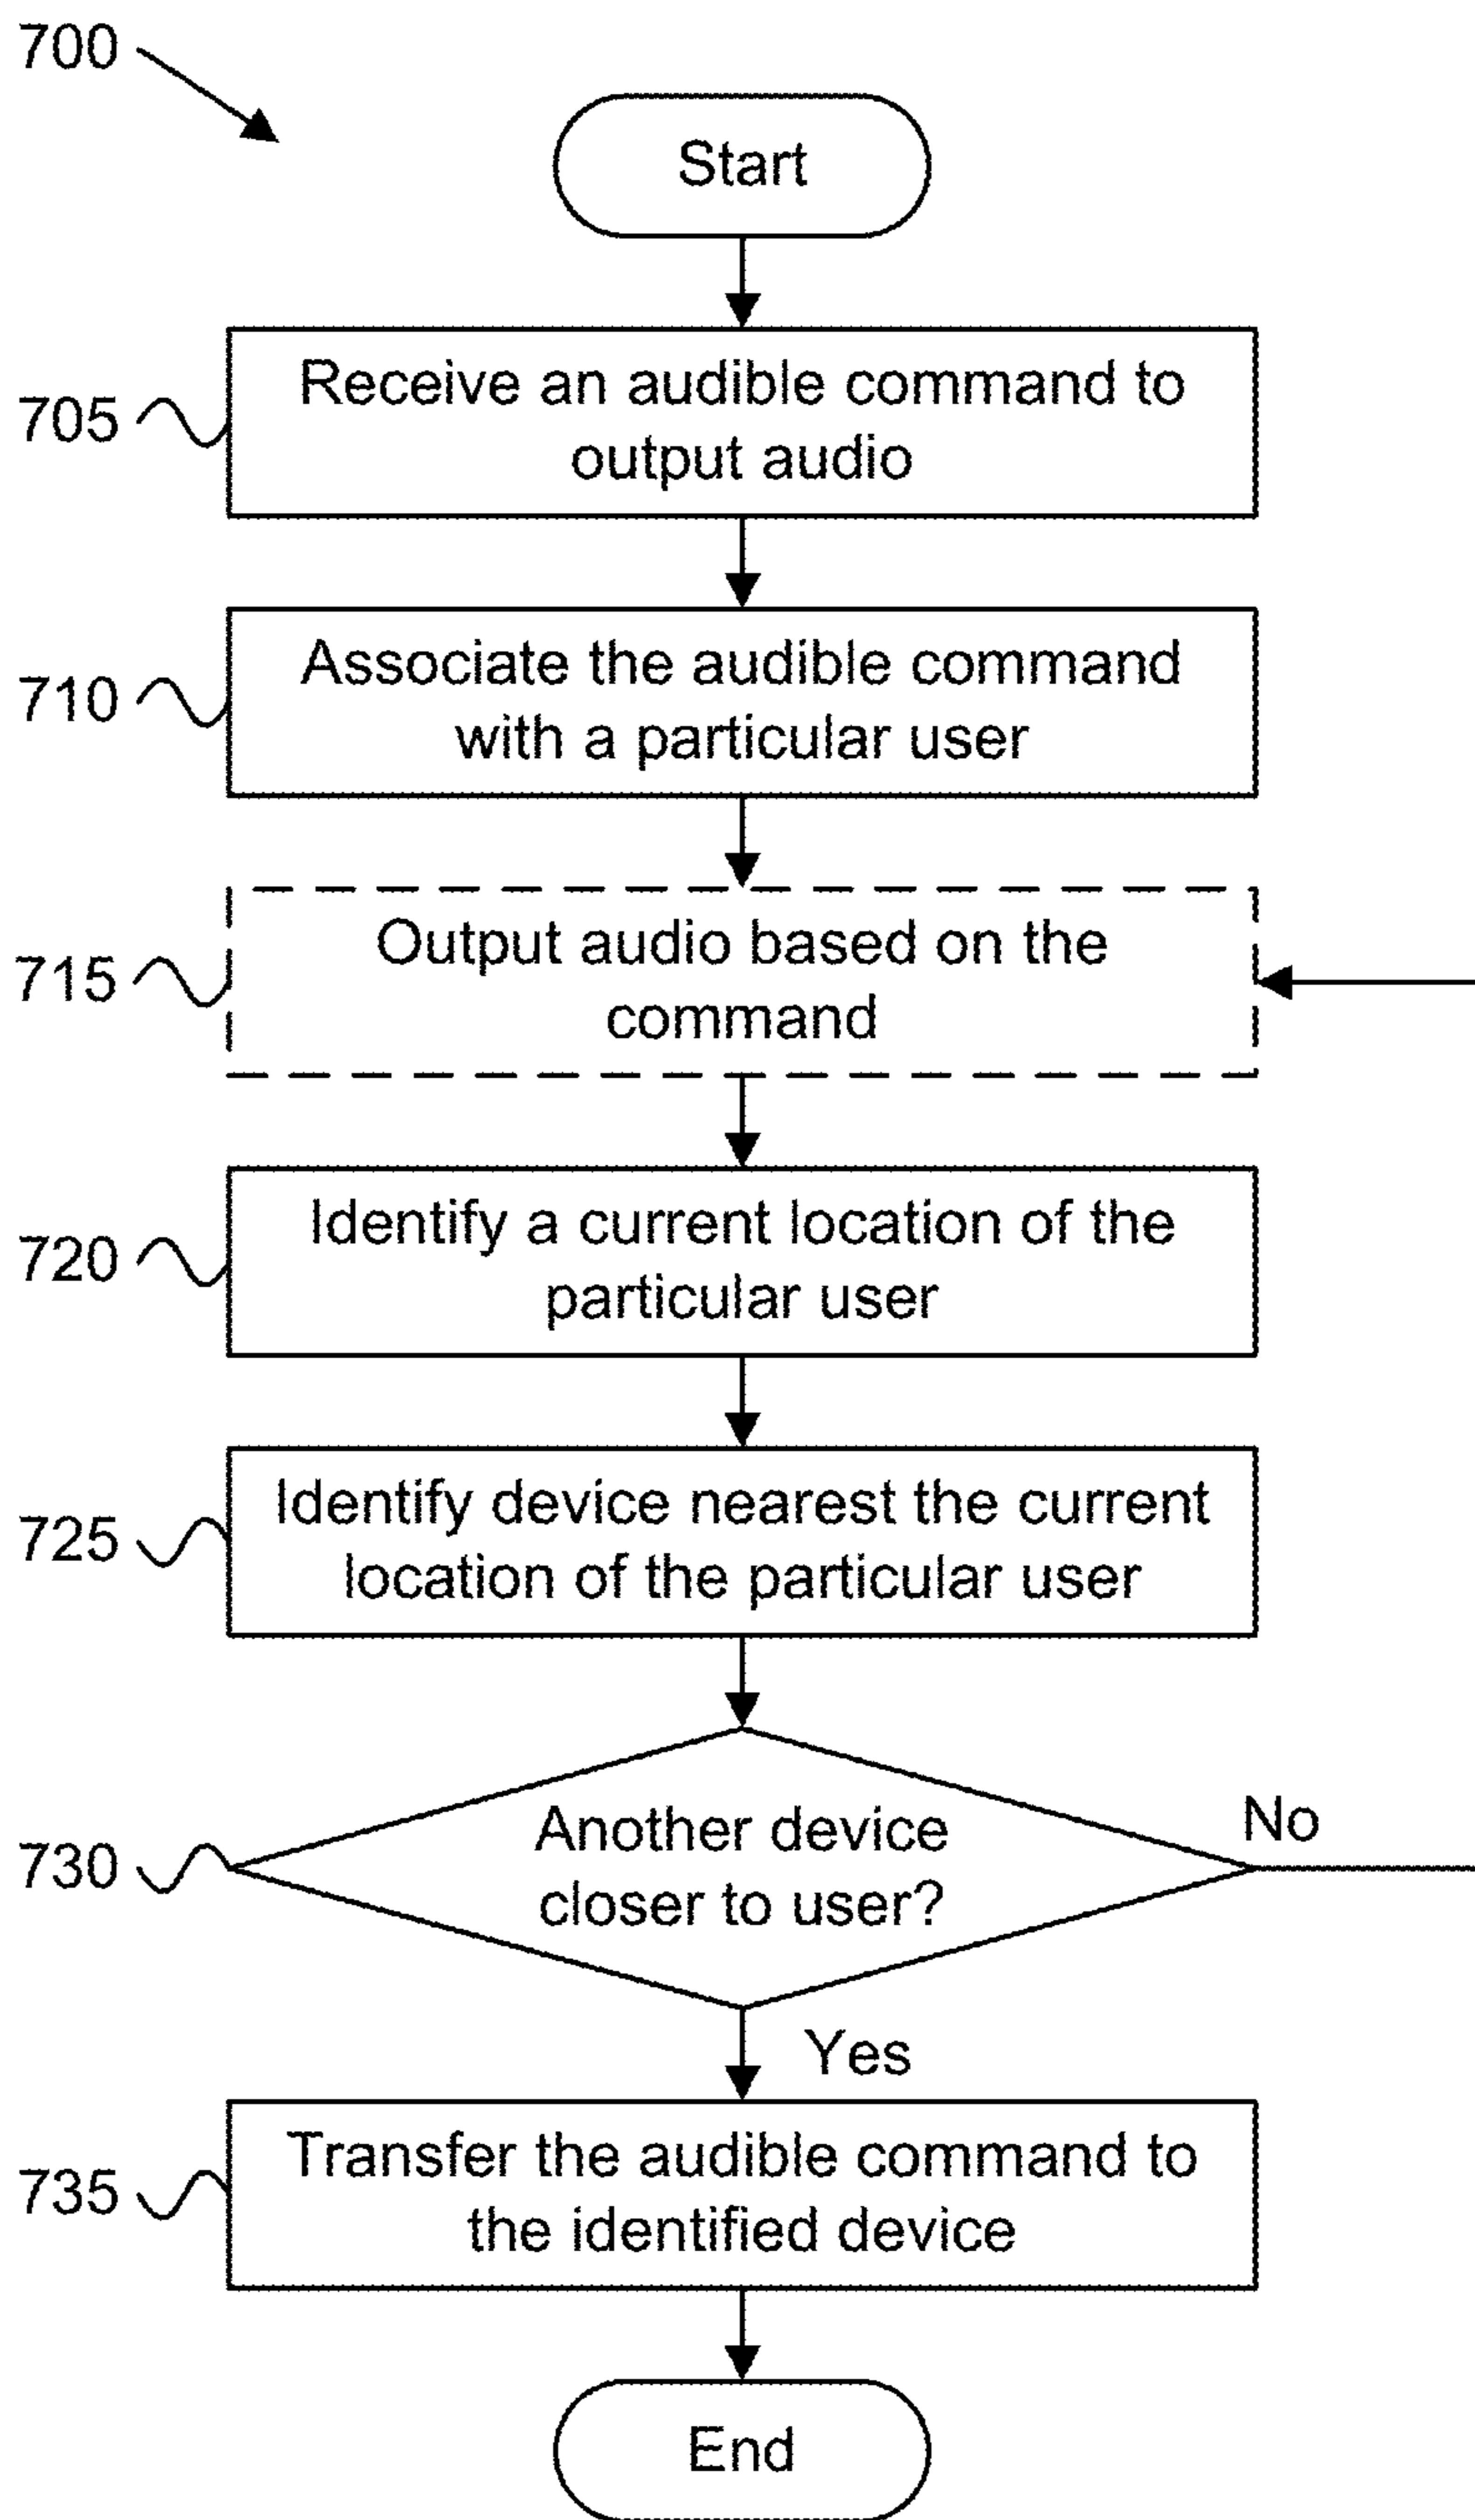 700
Start
705
Receive an audible command to
output audio
710
Associate the audible command
with a particular user
715
Output audio based on the
command
720
Identify a current location of the
particular user
725
Identify device nearest the current
location of the particular user
730
Another device
closer to user?
No
Yes
735
Transfer the audible command to
the identified device
End